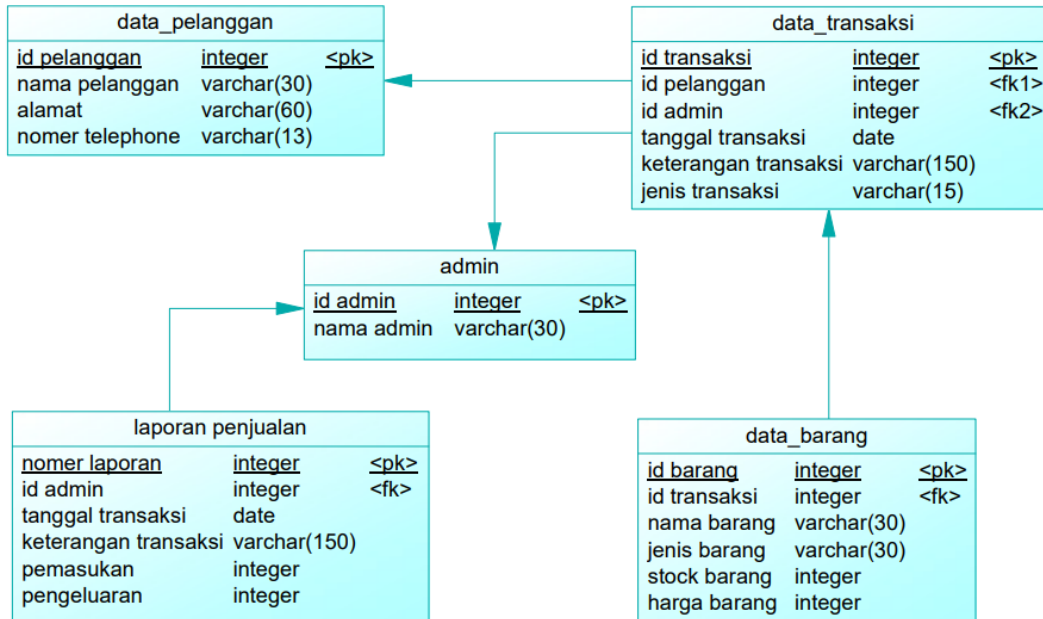 data_pelanggan
id pelanggan integer <pk>
nama pelanggan varchar(30)
alamat varchar(60)
nomer telephone varchar(13)
data_transaksi
id transaksi integer <pk>
id pelanggan integer <fk1>
id admin integer <fk2>
tanggal transaksi date
keterangan transaksi varchar(150)
jenis transaksi varchar(15)
admin
id admin integer <pk>
nama admin varchar(30)
laporan penjualan
nomer laporan integer <pk>
id admin integer <fk>
tanggal transaksi date
keterangan transaksi varchar(150)
pemasukan integer
pengeluaran integer
data_barang
id barang integer <pk>
id transaksi integer <fk>
nama barang varchar(30)
jenis barang varchar(30)
stock barang integer
harga barang integer